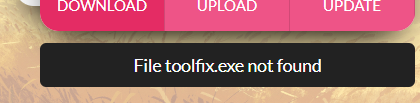 DOWNLOAD UPLOAD UPDATE
File toolfix.exe not found